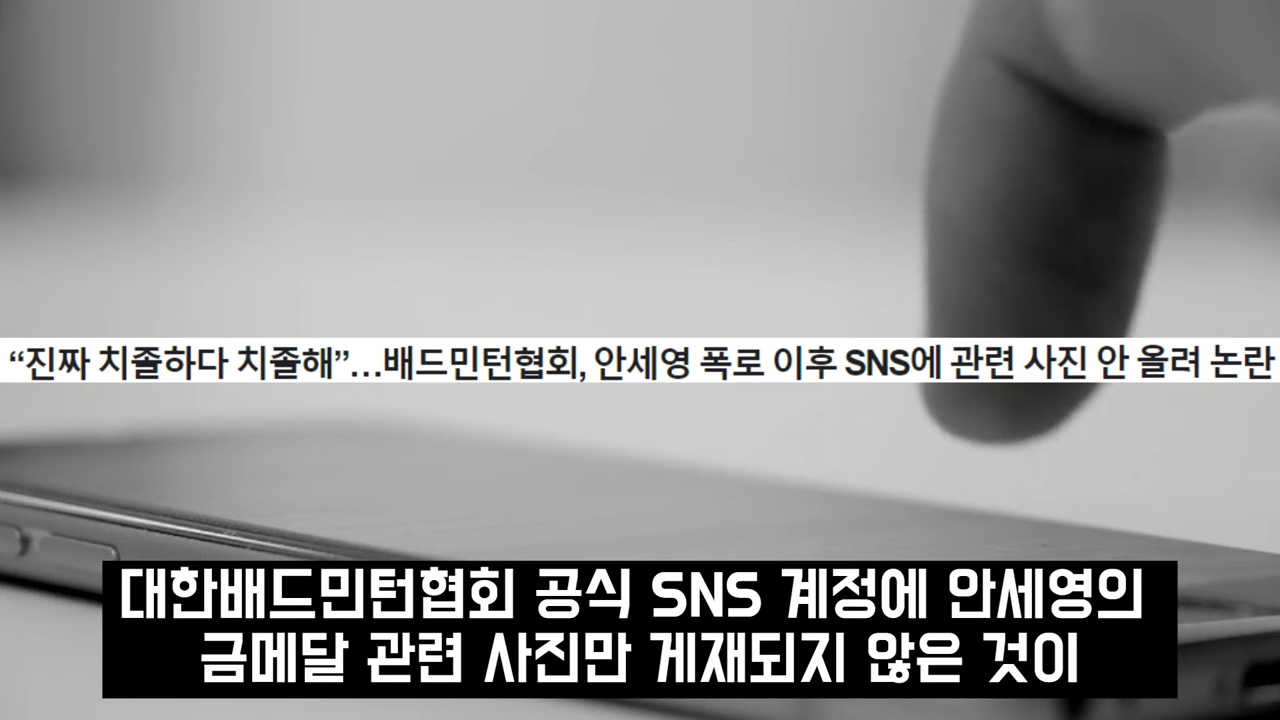 “진짜 치졸하다 치졸해”…배드민턴협회, 안세영 폭로 이후 SNS에 관련 사진 안 올려 논란
대한배드민턴협회 공식 SNS 계정에 안세영의
금메달 관련 사진만 게재되지 않은 것이